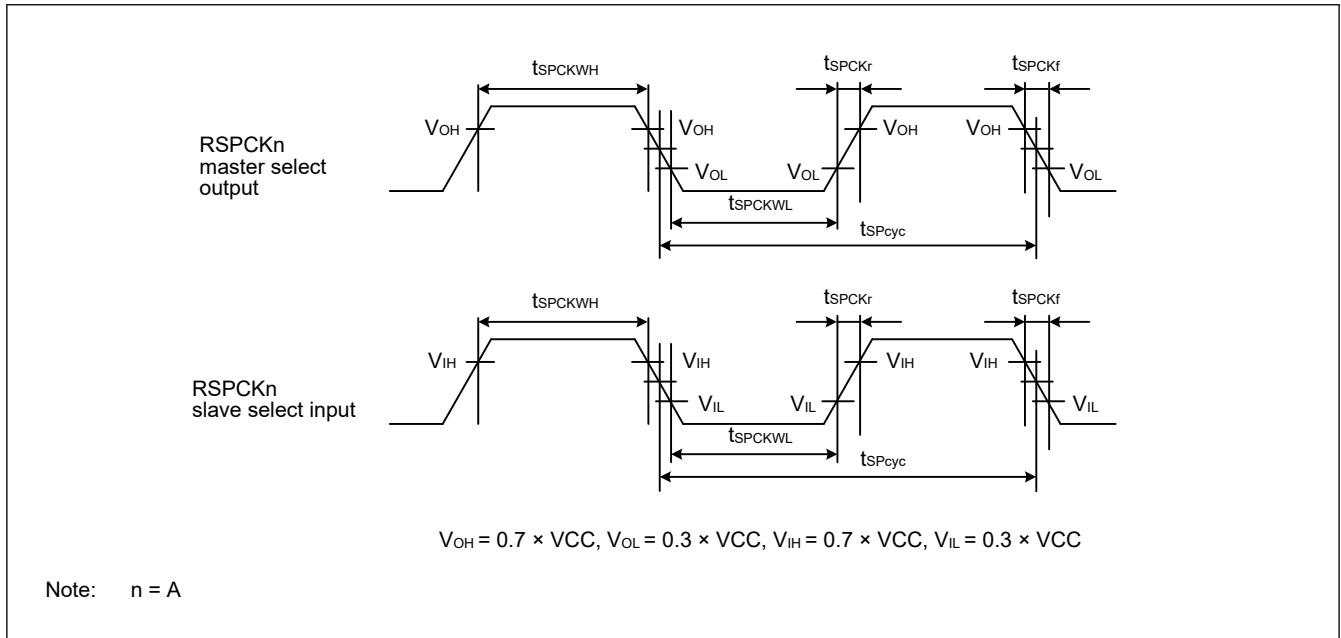 tSPCKWH tSPCKr tSPCKf
VOH VOH VOH VOH
RSPCKn
master select
output
VOL VOL VOL
tSPCKWL
tSPcyc
tSPCKWH tSPCKr tSPCKf
VIH VIH VIH VIH
RSPCKn
slave select input
VIL VIL VIL
tSPCKWL
tSPcyc
VOH = 0.7 × VCC, VOL = 0.3 × VCC, VIH = 0.7 × VCC, VIL = 0.3 × VCC
Note: n = A